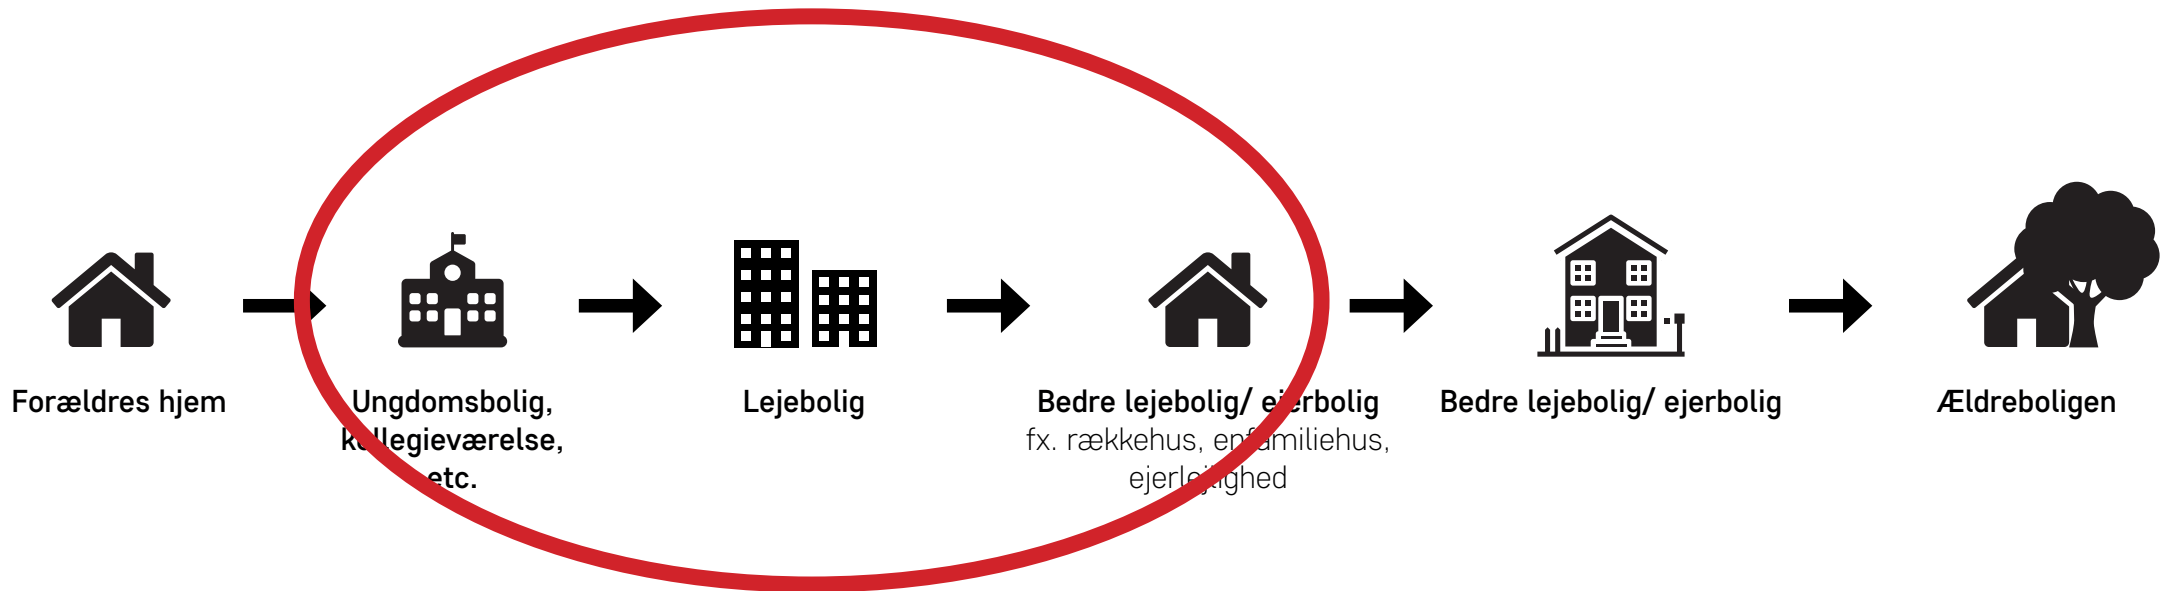 Forældres hjem
Ungdomsbolig,
kollegieværelse,
etc.
Lejebolig
Bedre lejebolig/ ejerbolig
fx. rækkehus, enfamiliehus,
ejerlejlighed
Bedre lejebolig/ ejerbolig
Ældreboligen